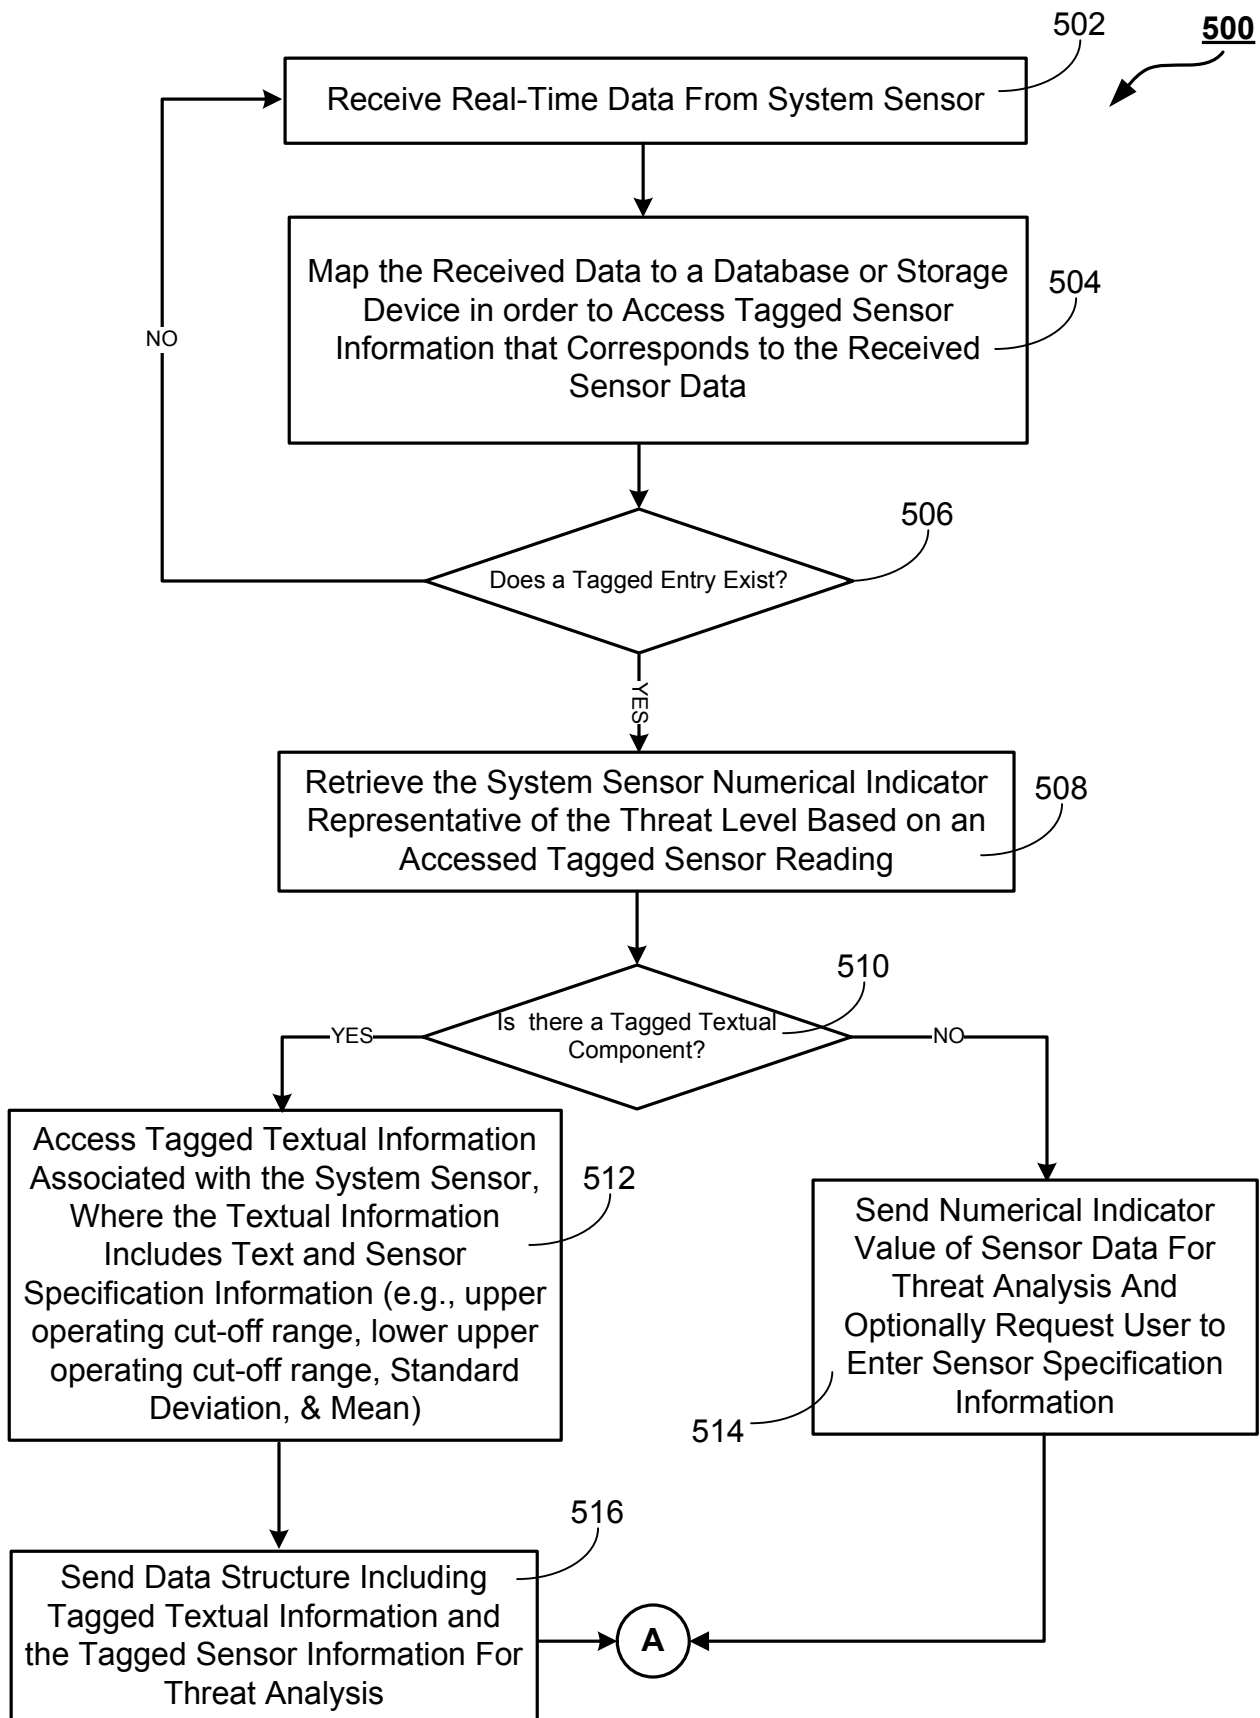 502
500
Receive Real-Time Data From System Sensor
Map the Received Data to a Database or Storage
Device in order to Access Tagged Sensor
Information that Corresponds to the Received
Sensor Data
504
NO
506
Does a Tagged Entry Exist?
YES
Retrieve the System Sensor Numerical Indicator
Representative of the Threat Level Based on an
Accessed Tagged Sensor Reading
508
510
Is there a Tagged Textual
Component?
YES
NO
Access Tagged Textual Information
Associated with the System Sensor,
Where the Textual Information
Includes Text and Sensor
Specification Information (e.g., upper
operating cut-off range, lower upper
operating cut-off range, Standard
Deviation, & Mean)
512
Send Numerical Indicator
Value of Sensor Data For
Threat Analysis And
Optionally Request User to
Enter Sensor Specification
Information
514
516
Send Data Structure Including
Tagged Textual Information and
the Tagged Sensor Information For
Threat Analysis
A